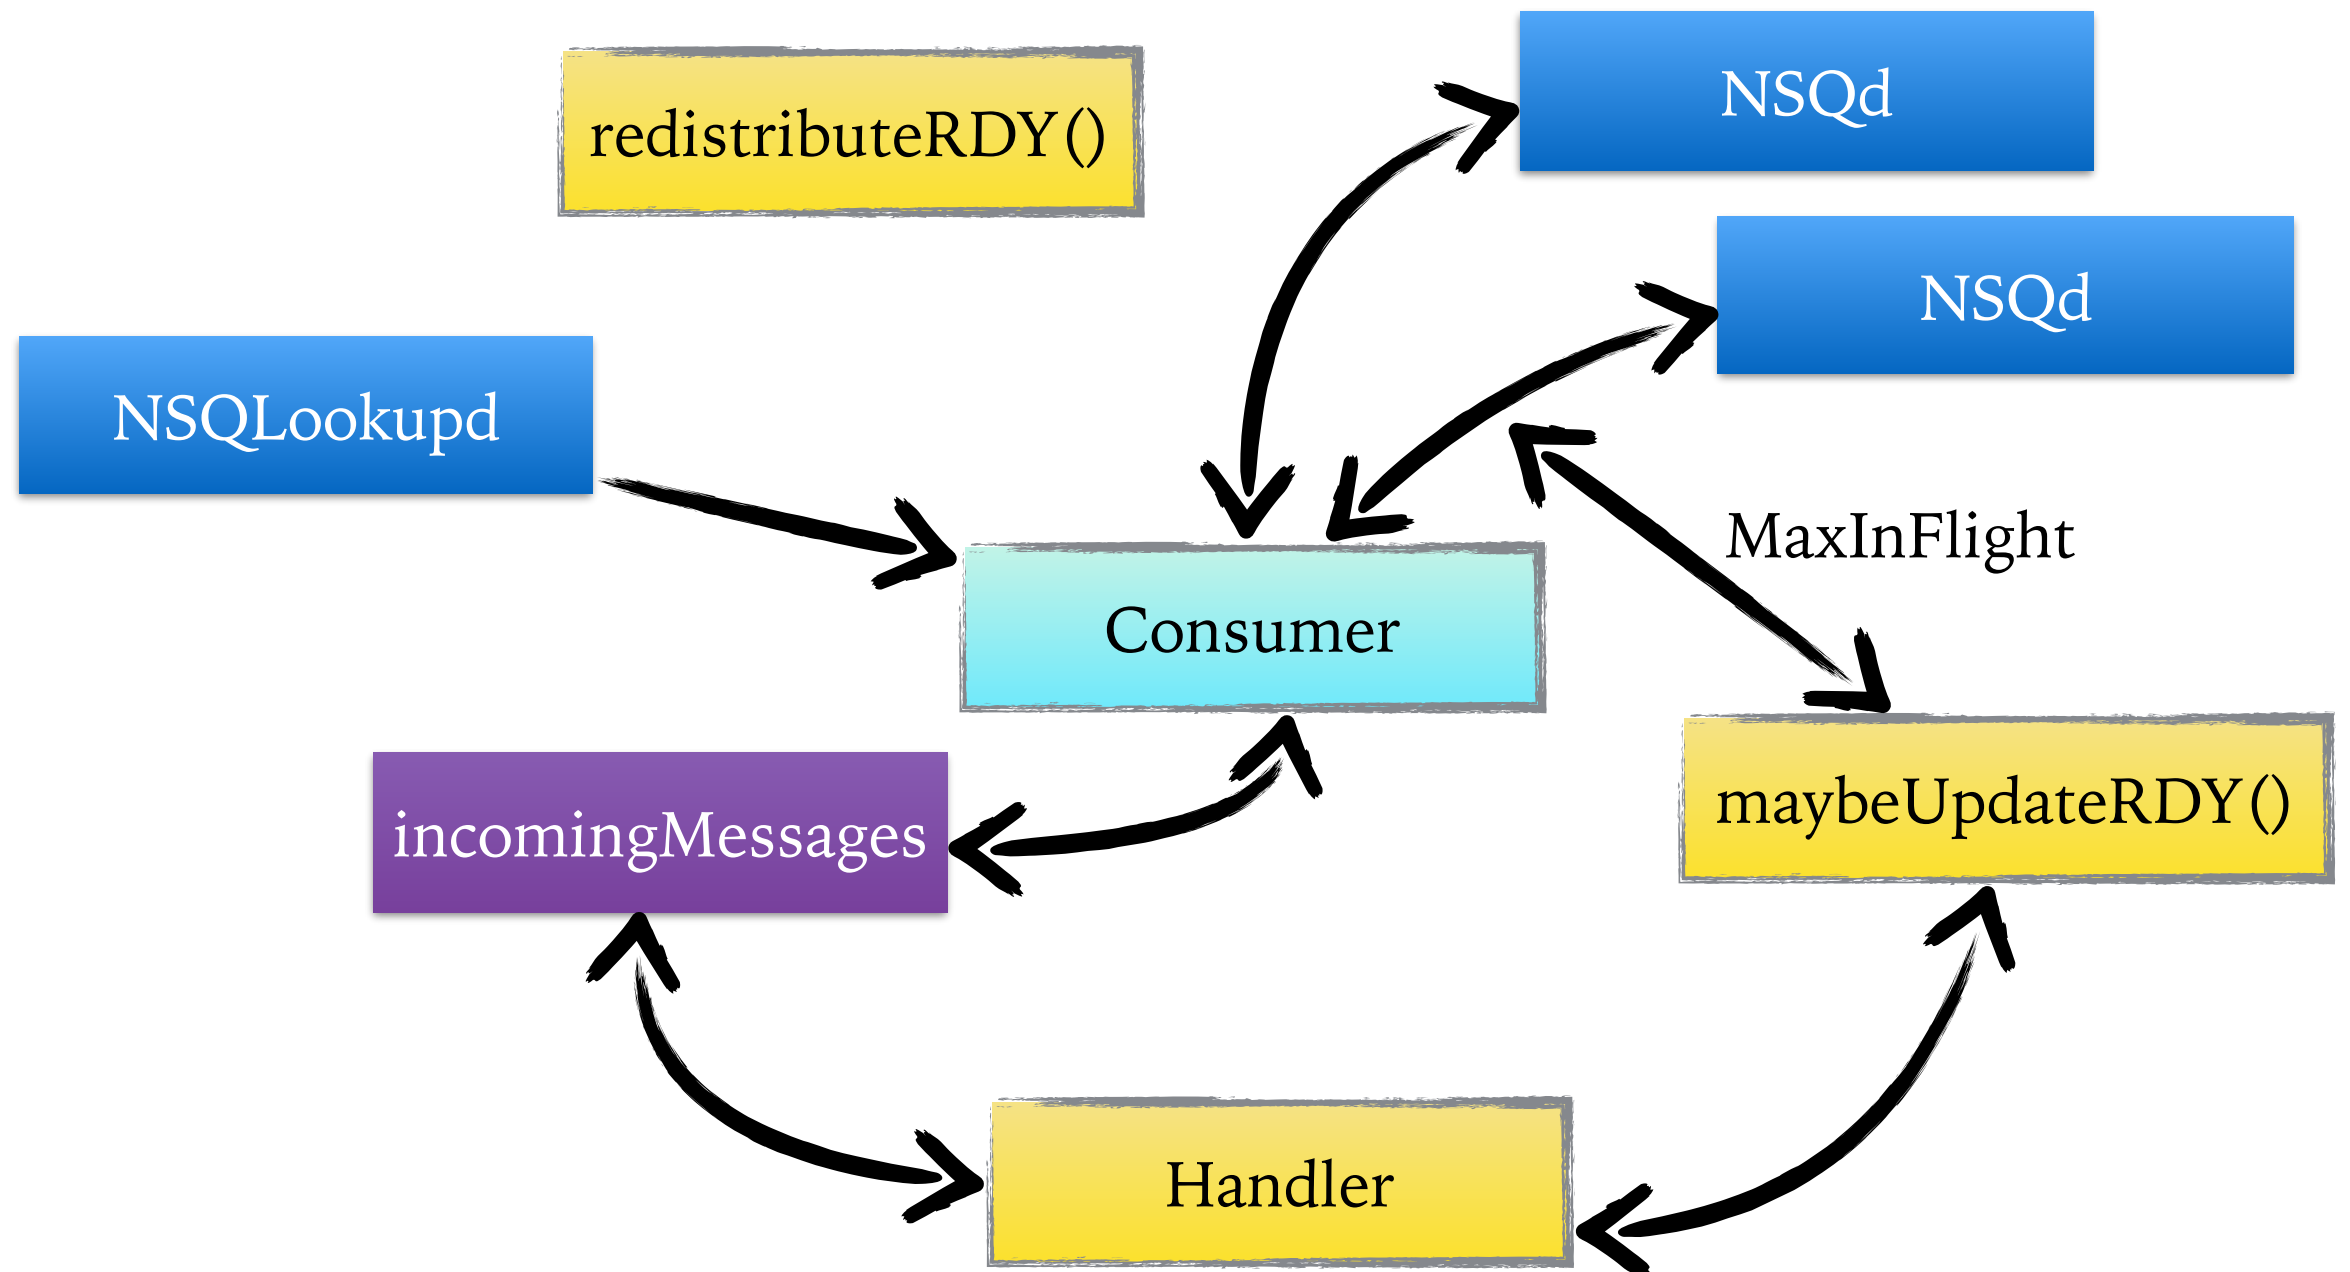 redistributeRDY()
NSQd
NSQd
NSQLookupd
MaxInFlight
Consumer
maybeUpdateRDY()
incomingMessages
Handler